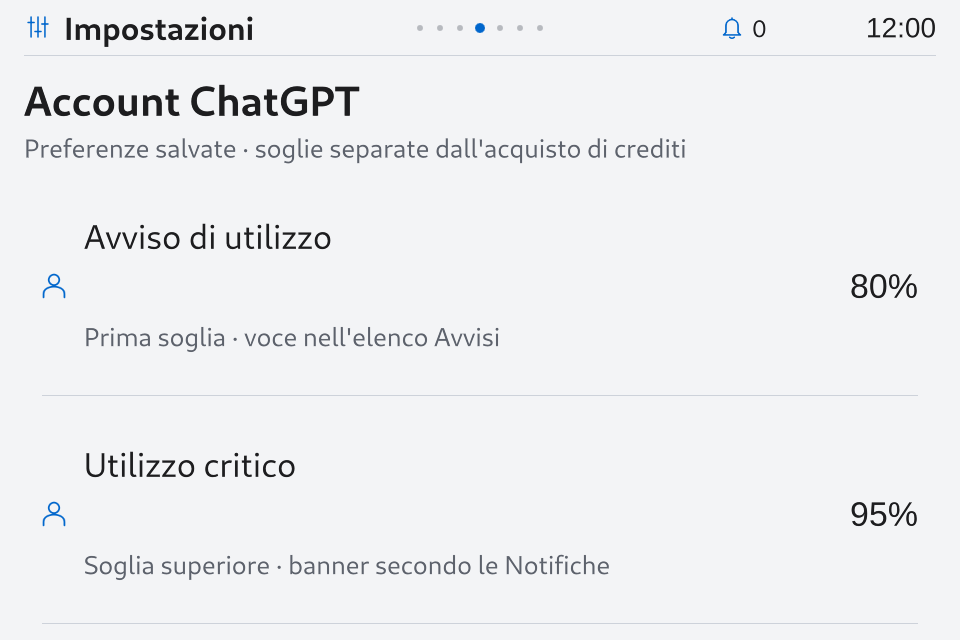 Impostazioni
0
12:00
Account ChatGPT
Preferenze salvate · soglie separate dall'acquisto di crediti
Avviso di utilizzo
80%
Prima soglia · voce nell'elenco Avvisi
Utilizzo critico
95%
Soglia superiore · banner secondo le Notifiche